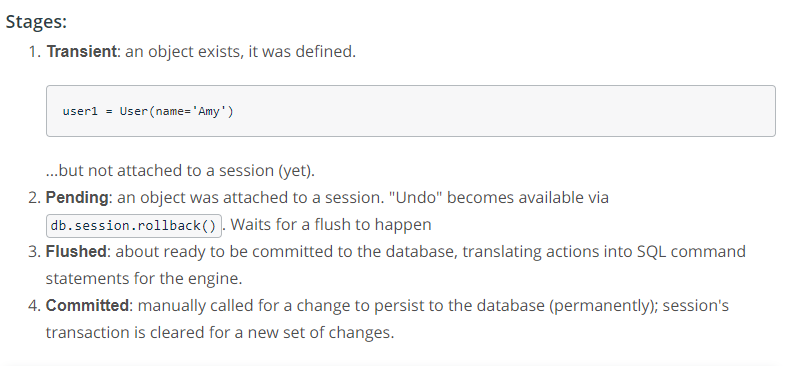 Stages:
1. Transient: an object exists, it was defined.
user1 = User(name='Amy')
...but not attached to a session (yet).
2. Pending: an object was attached to a session. "Undo" becomes available via
db.session.rollback(). Waits for a flush to happen
3. Flushed: about ready to be committed to the database, translating actions into SQL command
statements for the engine.
4. Committed: manually called for a change to persist to the database (permanently); session's
transaction is cleared for a new set of changes.